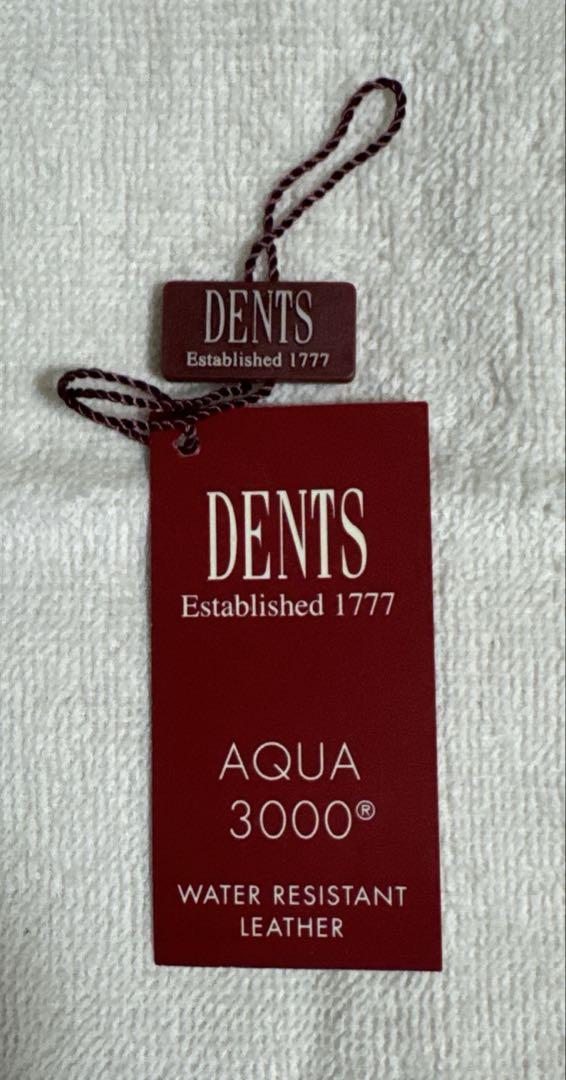 DENTS
Established 1777
DENTS
Established 1777
AQUA
3000®
WATER RESISTANT
LEATHER